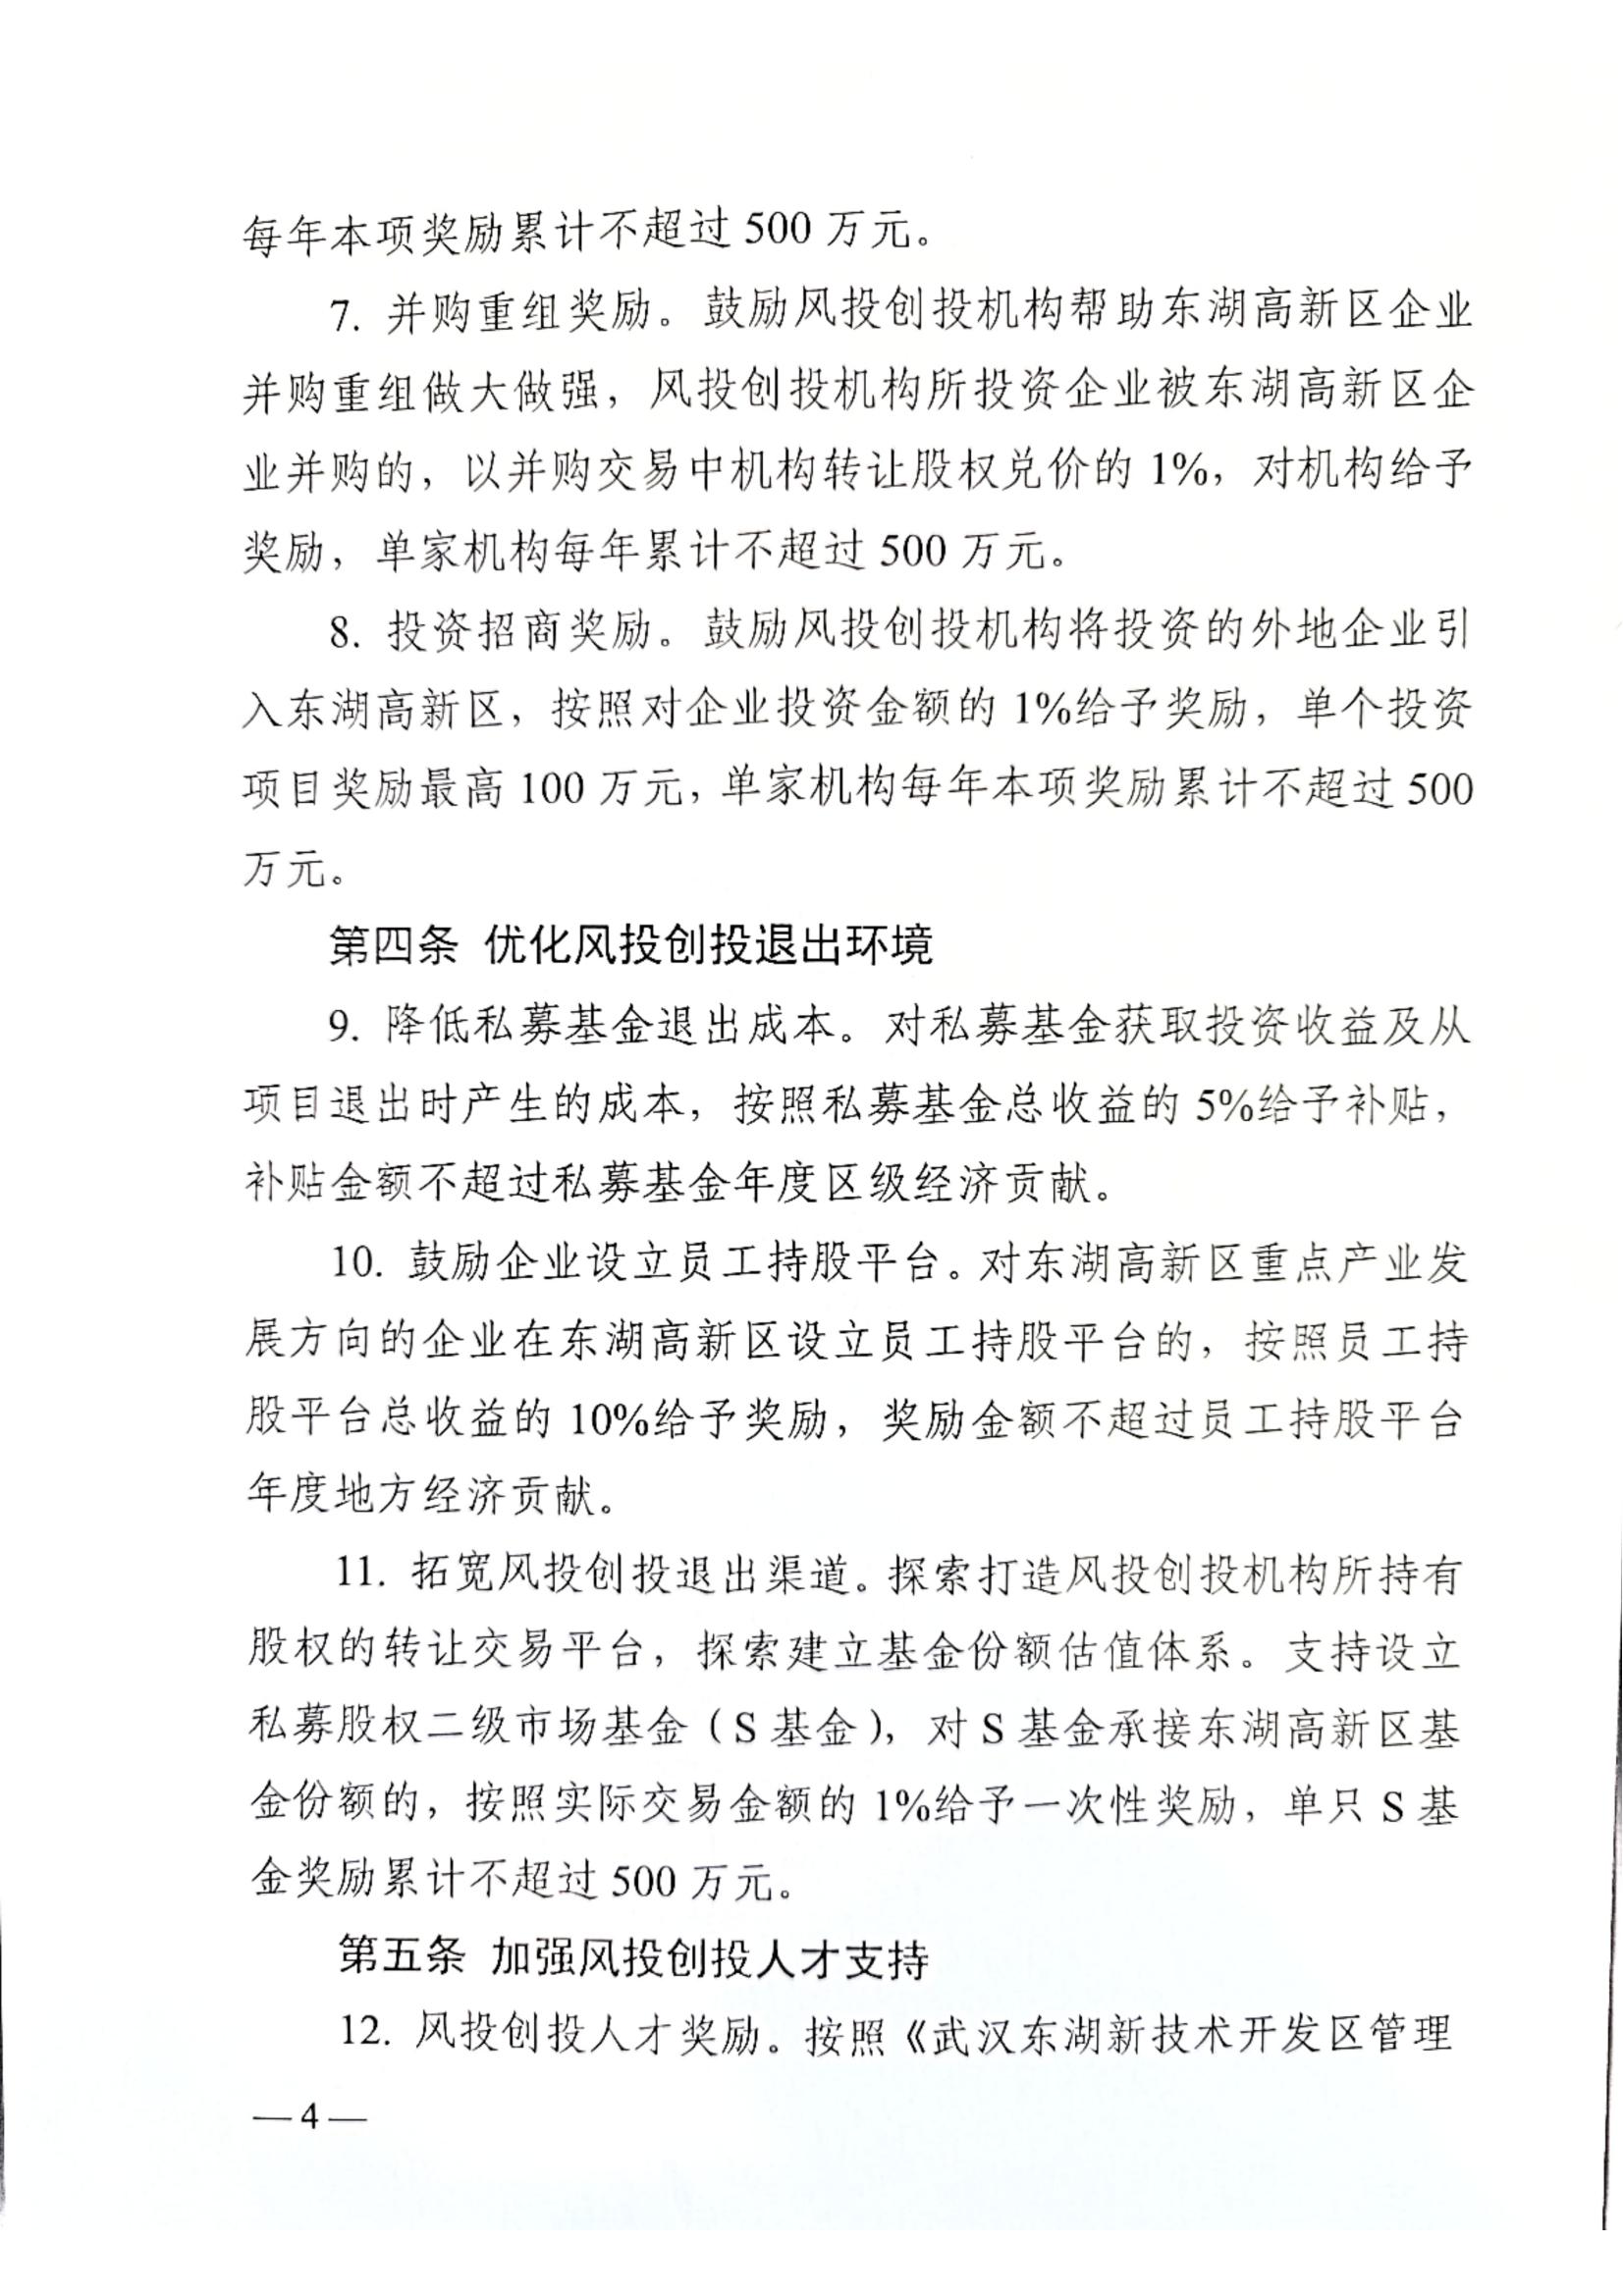 每年本项奖励累计不超过 500 万元。
7. 并购重组奖励。鼓励风投创投机构帮助东湖高新区企业
并购重组做大做强，风投创投机构所投资企业被东湖高新区企
业并购的，以并购交易中机构转让股权兑价的 1%，对机构给予
奖励，单家机构每年累计不超过 500 万元。
8. 投资招商奖励。鼓励风投创投机构将投资的外地企业引
入东湖高新区，按照对企业投资金额的 1%给予奖励，单个投资
项目奖励最高 100 万元，单家机构每年本项奖励累计不超过 500
万元。
第四条 优化风投创投退出环境
9. 降低私募基金退出成本。对私募基金获取投资收益及从
项目退出时产生的成本，按照私募基金总收益的 5%给予补贴，
补贴金额不超过私募基金年度区级经济贡献。
10. 鼓励企业设立员工持股平台。对东湖高新区重点产业发
展方向的企业在东湖高新区设立员工持股平台的，按照员工持
股平台总收益的 10%给予奖励，奖励金额不超过员工持股平台
年度地方经济贡献。
11. 拓宽风投创投退出渠道。探索打造风投创投机构所持有
股权的转让交易平台，探索建立基金份额估值体系。支持设立
私募股权二级市场基金（S 基金），对 S 基金承接东湖高新区基
金份额的，按照实际交易金额的 1%给予一次性奖励，单只 S 基
金奖励累计不超过 500 万元。
第五条 加强风投创投人才支持
12. 风投创投人才奖励。按照《武汉东湖新技术开发区管理
—4—